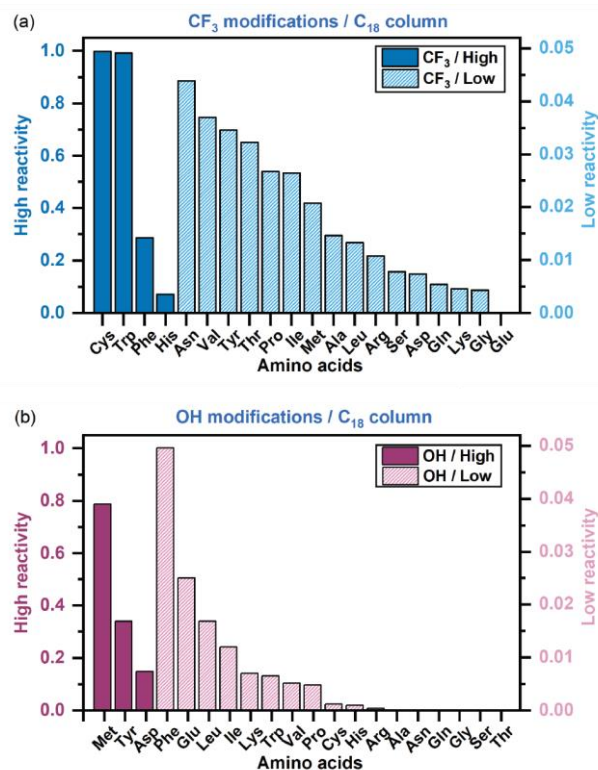 (a)
CF₃ modifications / C₁₈ column
CF₃ / High
CF₃ / Low
High reactivity
1.0
0.8
0.6
0.4
0.2
0.0
Low reactivity
0.05
0.04
0.03
0.02
0.01
0.00
Cys Trp Phe His Asn Val Tyr Thr Pro Ile Met Ala Leu Arg Ser Asp Gln Lys Gly Glu
Amino acids
(b)
OH modifications / C₁₈ column
OH / High
OH / Low
High reactivity
1.0
0.8
0.6
0.4
0.2
0.0
Low reactivity
0.05
0.04
0.03
0.02
0.01
0.00
Met Tyr Asp Phe Glu Leu Ile Lys Trp Val Pro Cys His Arg Ala Asn Gln Gly Ser Thr
Amino acids